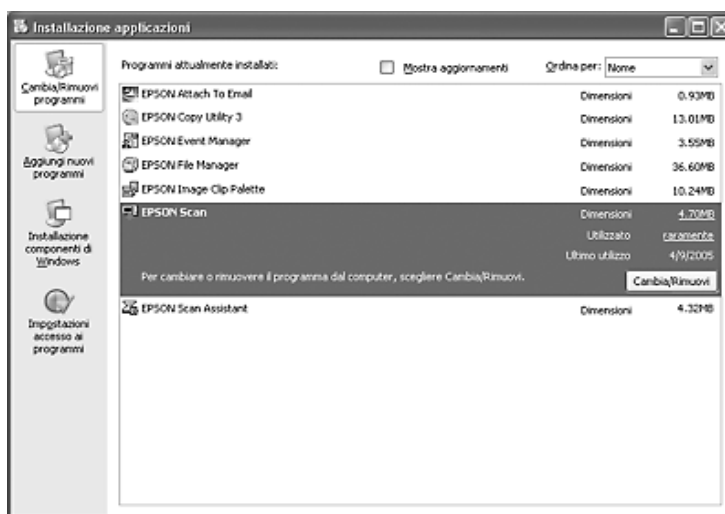 Installazione applicazioni
Cambia/Rimuovi programmi
Aggiungi nuovi programmi
Installazione componenti di Windows
Impostazioni accesso ai programmi
Programmi attualmente installati: Mostra aggiornamenti Ordina per: Nome
EPSON Attach To Email Dimensioni 0.93MB
EPSON Copy Utility 3 Dimensioni 13.01MB
EPSON Event Manager Dimensioni 3.55MB
EPSON File Manager Dimensioni 36.60MB
EPSON Image Clip Palette Dimensioni 10.24MB
EPSON Scan Dimensioni 4.70MB
Utilizzato raramente
Ultimo utilizzo 4/9/2005
Per cambiare o rimuovere il programma dal computer, scegliere Cambia/Rimuovi. Cambia/Rimuovi
EPSON Scan Assistant Dimensioni 4.32MB